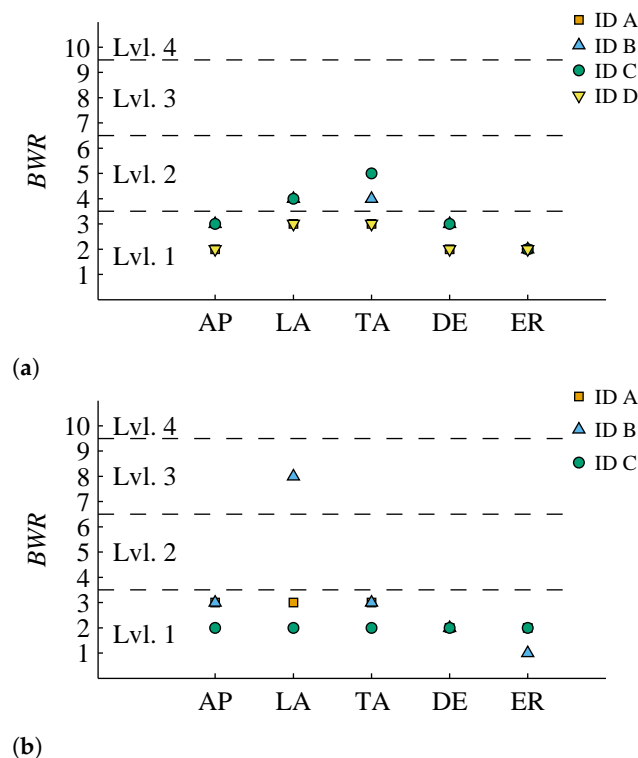 ID A
ID B
ID C
ID D
BWR
10
9
8
7
6
5
4
3
2
1
Lvl. 4
Lvl. 3
Lvl. 2
Lvl. 1
AP LA TA DE ER
(a)
ID A
ID B
ID C
BWR
10
9
8
7
6
5
4
3
2
1
Lvl. 4
Lvl. 3
Lvl. 2
Lvl. 1
AP LA TA DE ER
(b)